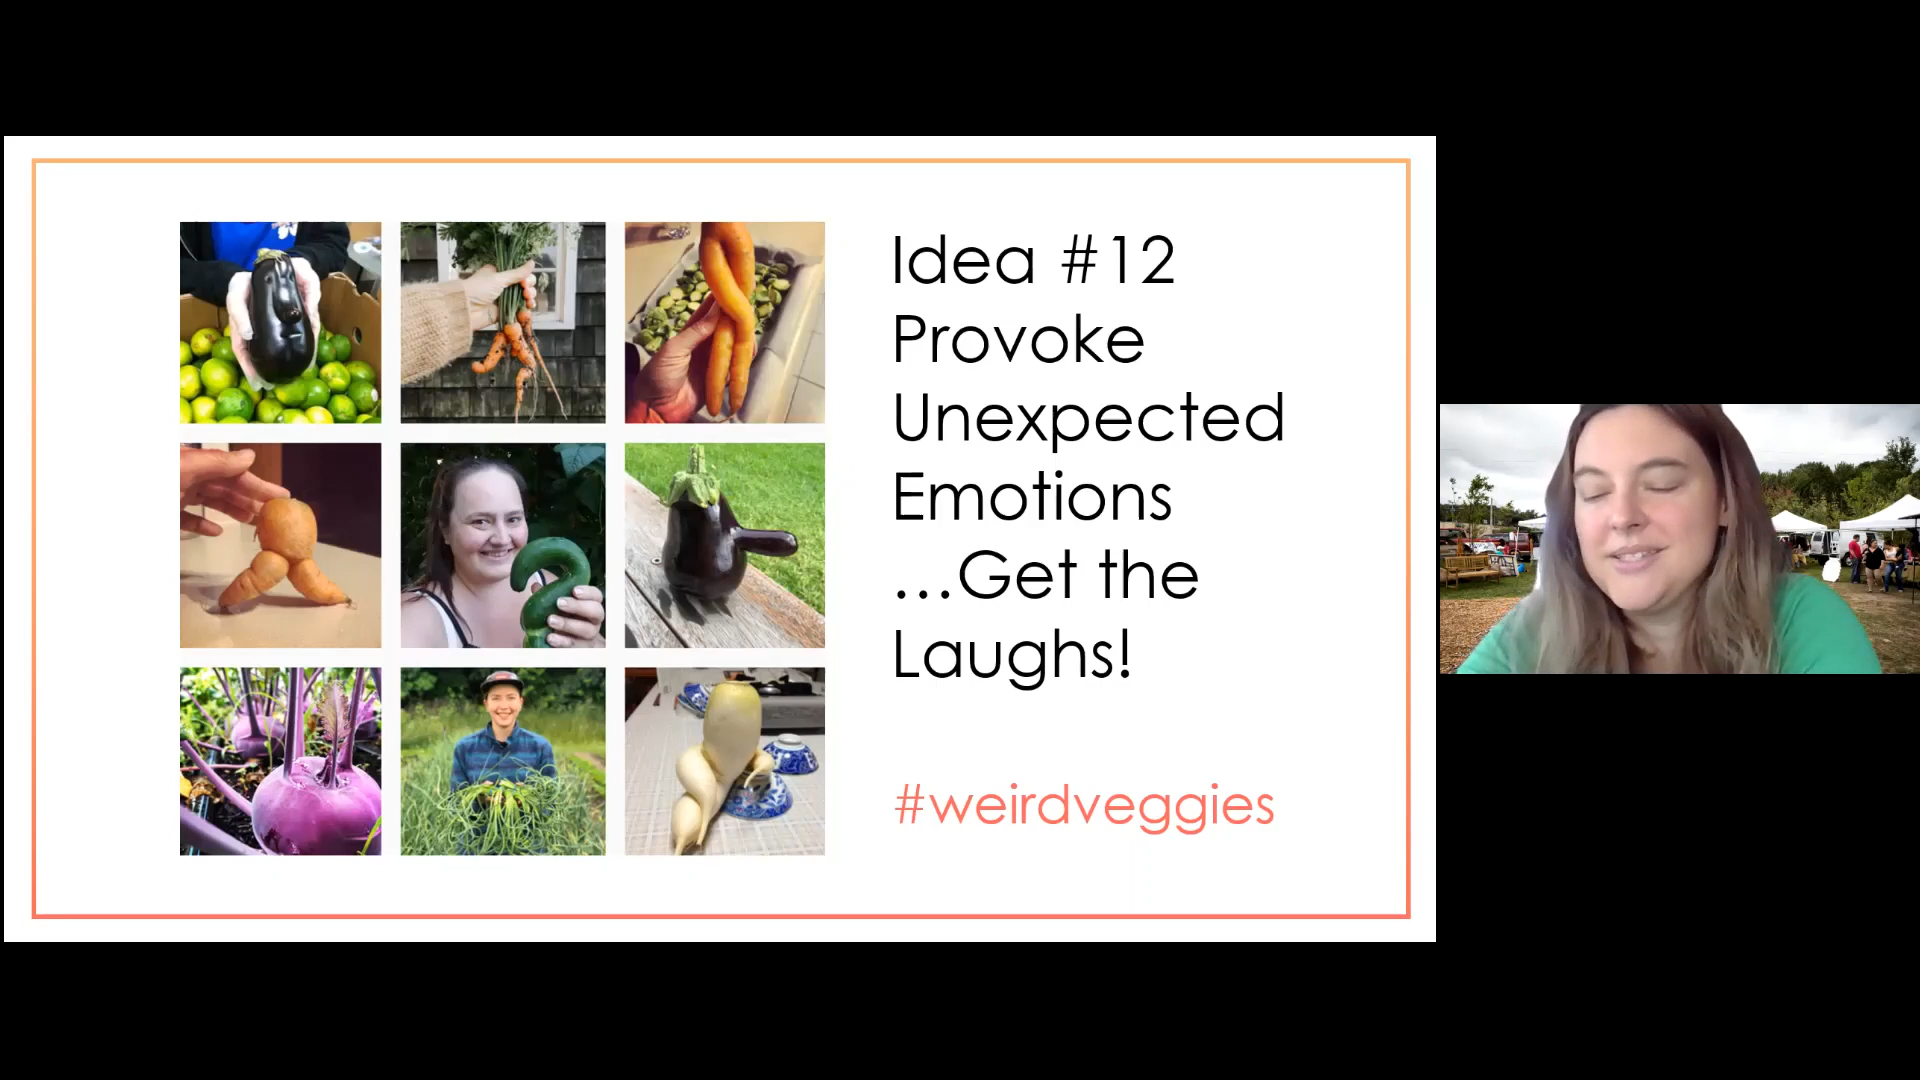 Idea #12
Provoke
Unexpected
Emotions
…Get the
Laughs!
#weirdveggies